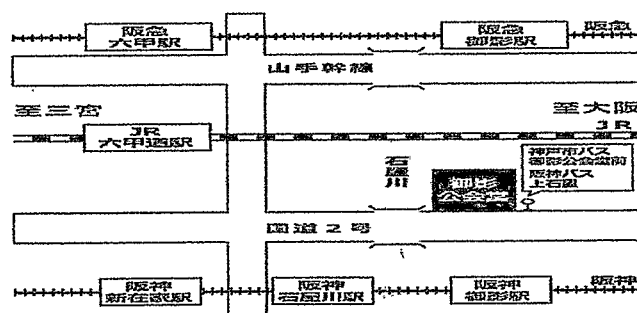 阪急
六甲駅
阪急
御影駅
阪急
山手幹線
至三宮
至大阪
JR
JR
六甲道駅
石屋川
神戸市バス
御影公会堂前
阪神バス
上石屋
御影
公会堂
国道2号
阪神
新在家駅
阪神
石屋川駅
阪神
御影駅
阪神